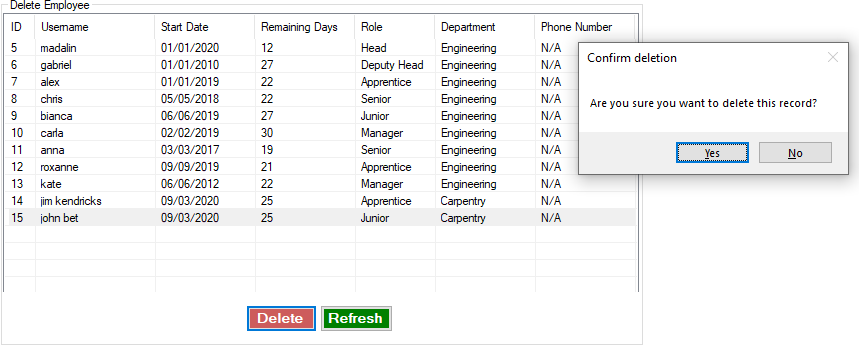 Delete Employee
ID Username Start Date Remaining Days Role Department Phone Number
5 madalin 01/01/2020 12 Head Engineering N/A
6 gabriel 01/01/2010 27 Deputy Head Engineering N/A
7 alex 01/01/2019 22 Apprentice Engineering N/A
8 chris 05/05/2018 22 Senior Engineering N/A
9 bianca 06/06/2019 27 Junior Engineering N/A
10 carla 02/02/2019 30 Manager Engineering N/A
11 anna 03/03/2017 19 Senior Engineering N/A
12 roxanne 09/09/2019 21 Apprentice Engineering N/A
13 kate 06/06/2012 22 Manager Engineering N/A
14 jim kendricks 09/03/2020 25 Apprentice Carpentry N/A
15 john bet 09/03/2020 25 Junior Carpentry N/A
Delete Refresh
Confirm deletion
Are you sure you want to delete this record?
Yes No